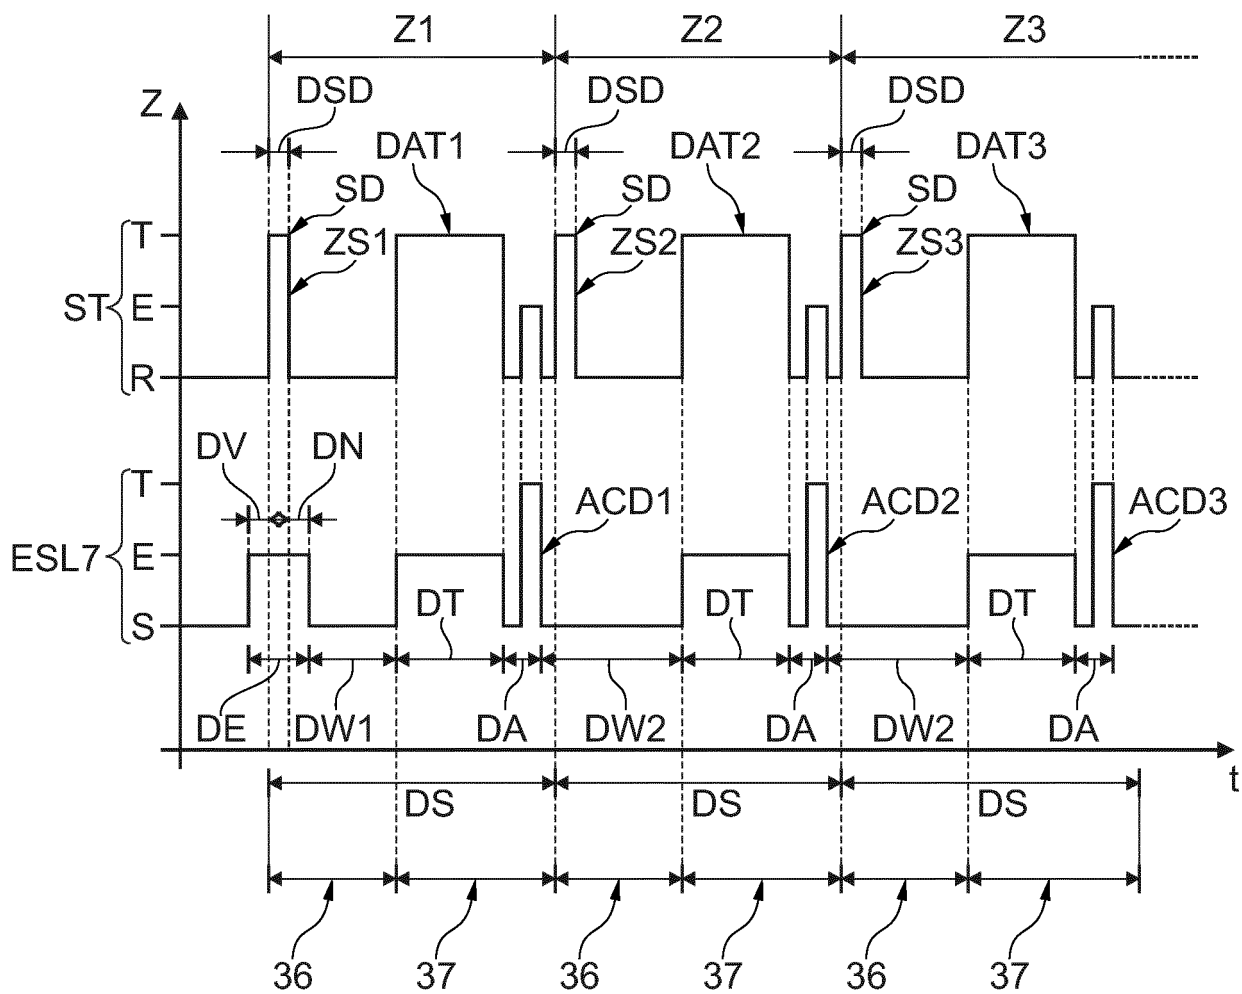 Z1 Z2 Z3
Z DSD DSD DSD
DAT1 DAT2 DAT3
SD SD SD
T
ZS1 ZS2 ZS3
ST E
R
DV DN
T
ACD1 ACD2 ACD3
ESL7 E
DT DT DT
S
DE DW1 DA DW2 DA DW2 DA
t
DS DS DS
36 37 36 37 36 37